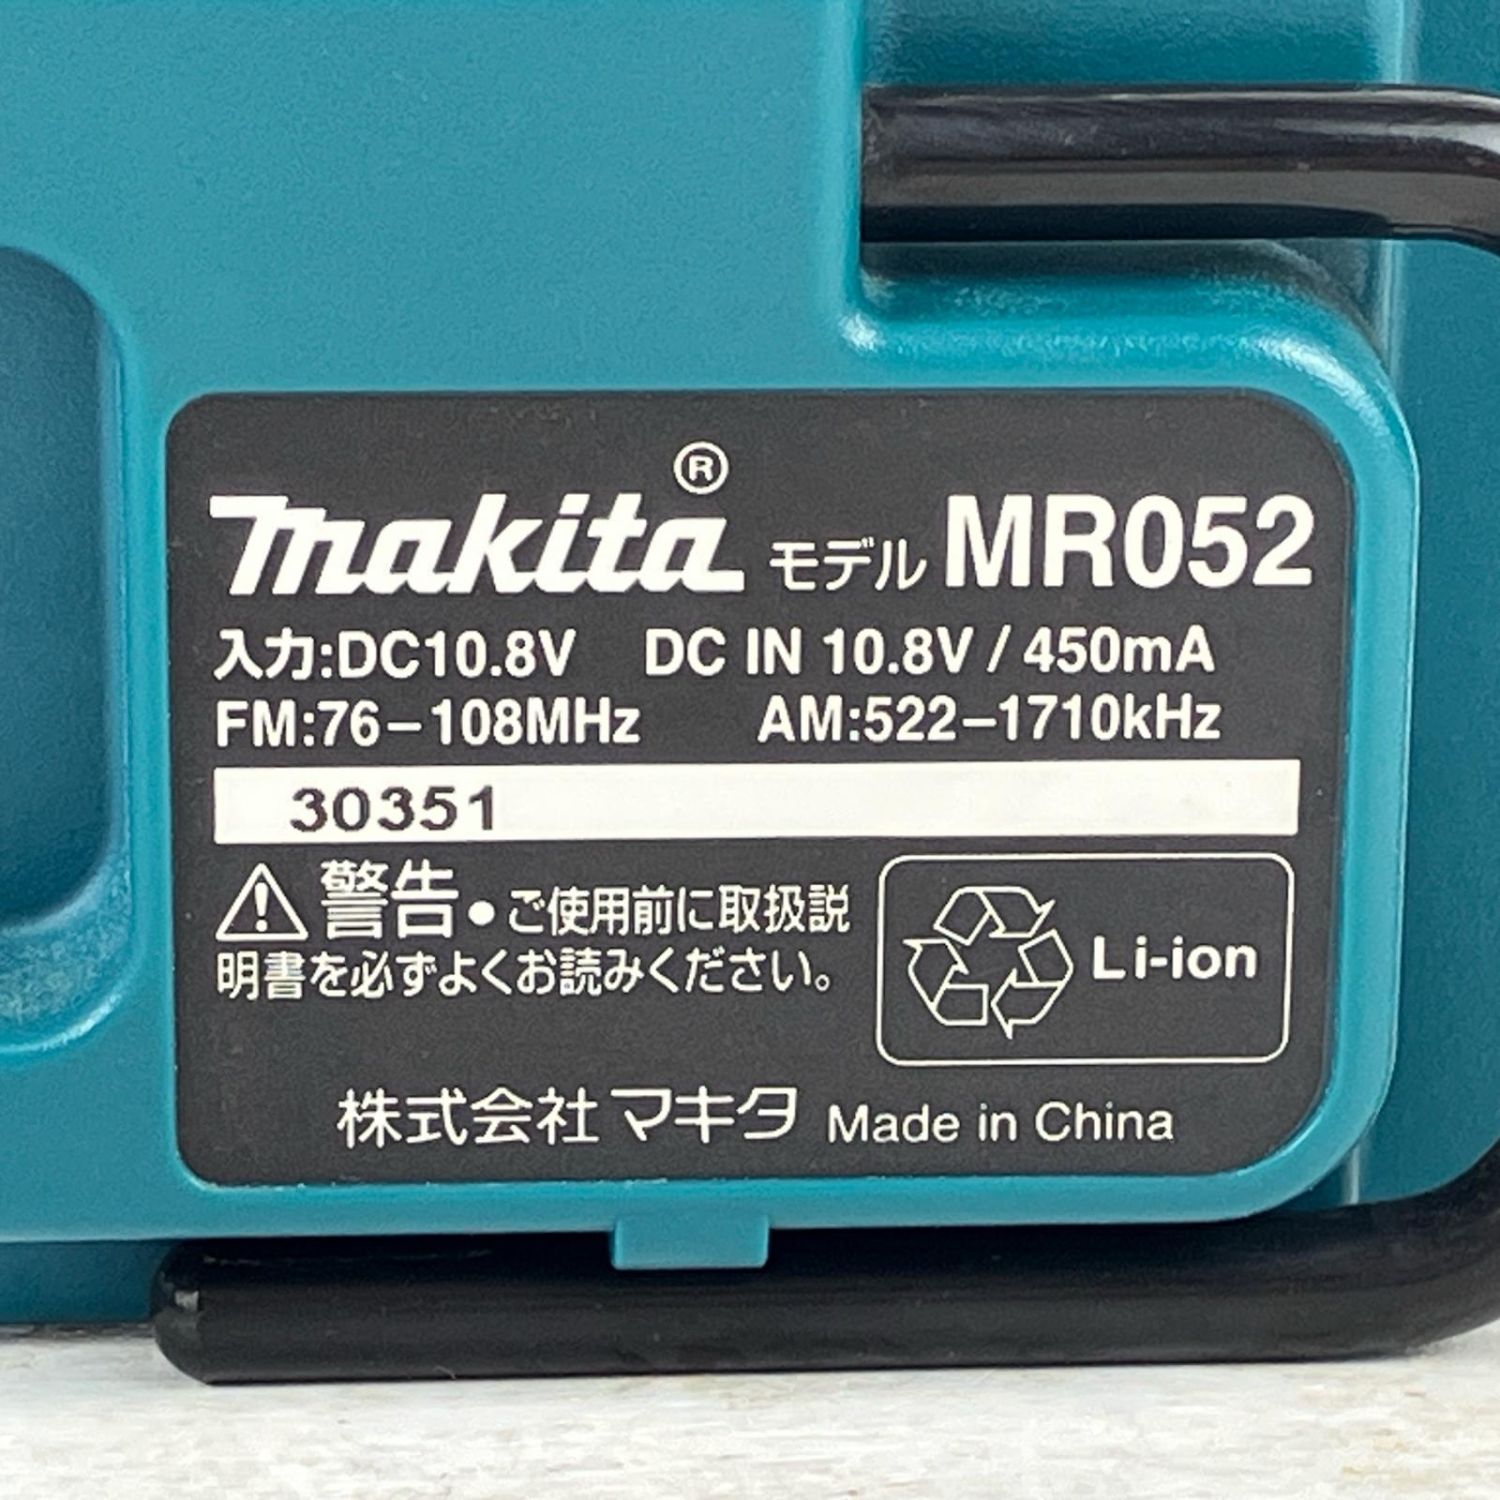 makita® モデル MR052
入力:DC10.8V DC IN 10.8V / 450mA
FM:76–108MHz AM:522–1710kHz
30351
警告 ●ご使用前に取扱説
明書を必ずよくお読みください。
Li-ion
株式会社マキタ Made in China